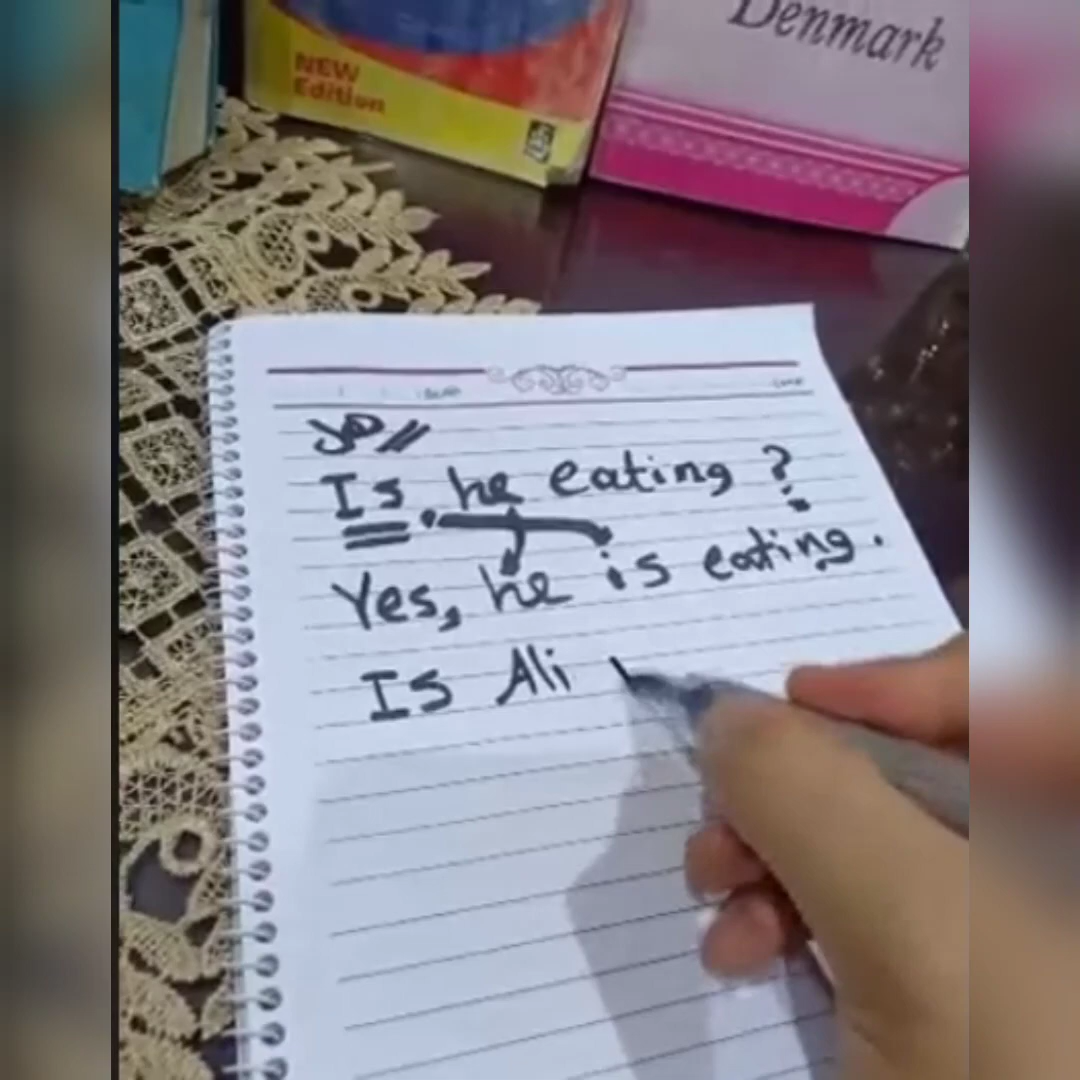 Denmark
NEW
Edition
Is he eating ?
Yes, he is eating.
Is Ali